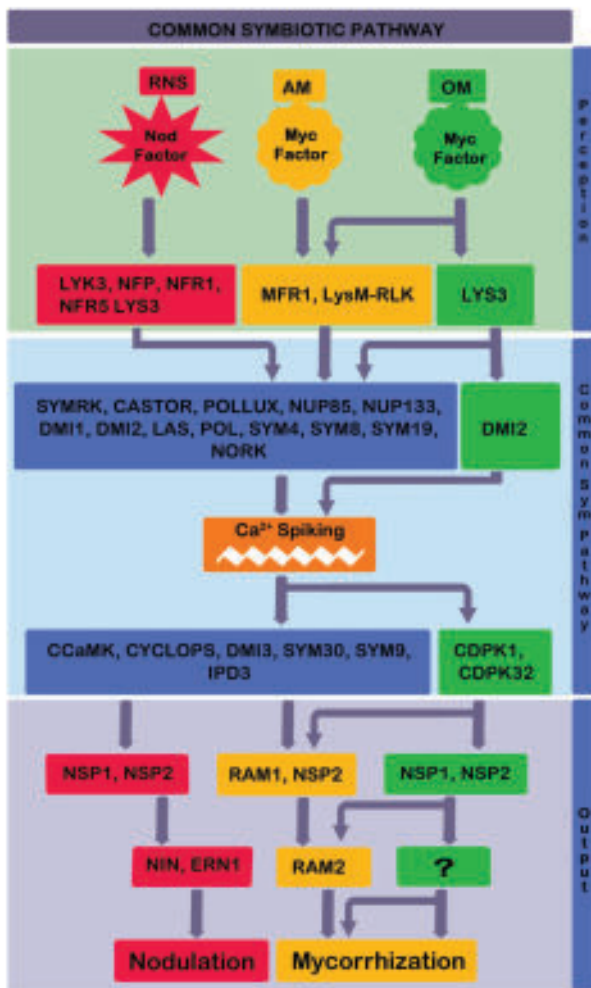 COMMON SYMBIOTIC PATHWAY
RNS
AM
OM
Nod
Factor
Myc
Factor
Myc
Factor
Perception
LYK3, NFP, NFR1,
NFR5 LYS3
MFR1, LysM-RLK
LYS3
SYMRK, CASTOR, POLLUX, NUP85, NUP133,
DMI1, DMI2, LAS, POL, SYM4, SYM8, SYM19,
NORK
DMI2
Common Sym Pathway
Ca²⁺ Spiking
CCaMK, CYCLOPS, DMI3, SYM30, SYM9,
IPD3
CDPK1,
CDPK32
NSP1, NSP2
RAM1, NSP2
NSP1, NSP2
Output
NIN, ERN1
RAM2
?
Nodulation
Mycorrhization